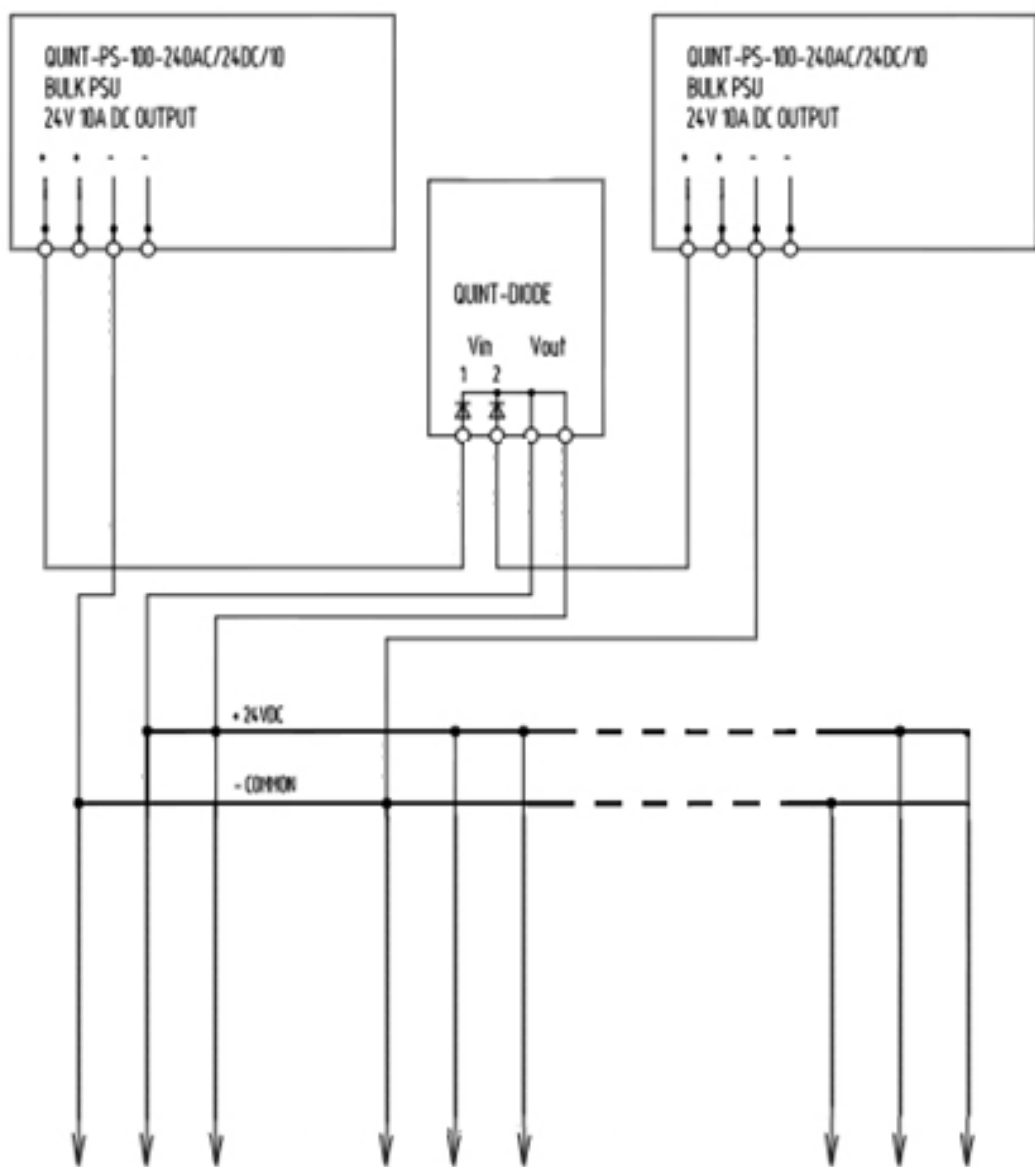 QUINT-PS-100-240AC/24DC/10
BULK PSU
24V 10A DC OUTPUT
+ + - -
QUINT-PS-100-240AC/24DC/10
BULK PSU
24V 10A DC OUTPUT
+ + - -
QUINT-DIODE
Vin Vout
1 2
+ 24VDC
- COMMON